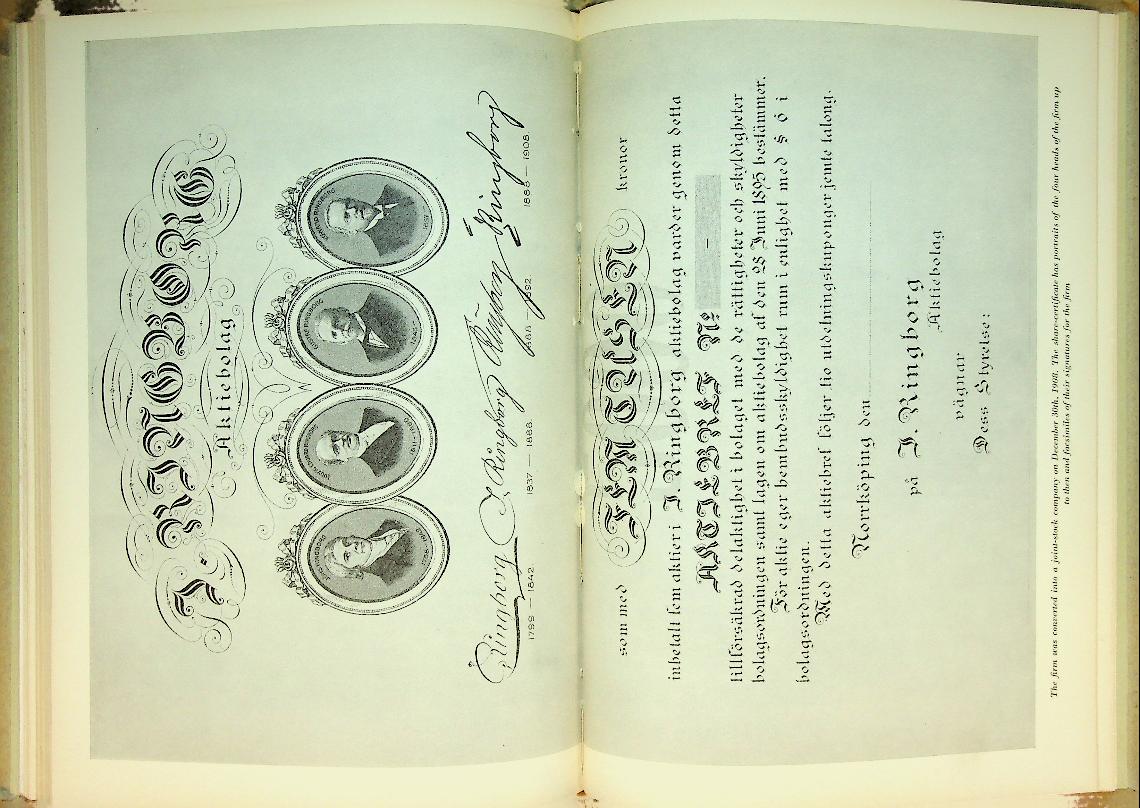 J. RINGBORG
Aktiebolag
Ringborg J. Ringborg Ringborg
1799 — 1842. 1837 — 1888. 1888 — 1908.
som med FEM TUSEN kronor
inbetalt fem aktier i J. Ringborg aktiebolag varder genom detta
AKTIEBREF No —
tillförsäkrad delaktighet i bolaget med de rättigheter och skyldigheter
bolagsordningen samt lagen om aktiebolag af den 28 Juni 1895 bestämmer.
För aktie eger hembudsskyldighet rum i enlighet med § 6 i
bolagsordningen.
Med detta aktiebref följer tio utdelningskuponger jemte talong.
Norrköping den
på J. Ringborg
Aktiebolag
vägnar
Dess Styrelse:
The firm was converted into a joint-stock company on December 30th, 1908. The share-certificate has portraits of the four heads of the firm up
to then and facsimiles of their signatures for the firm